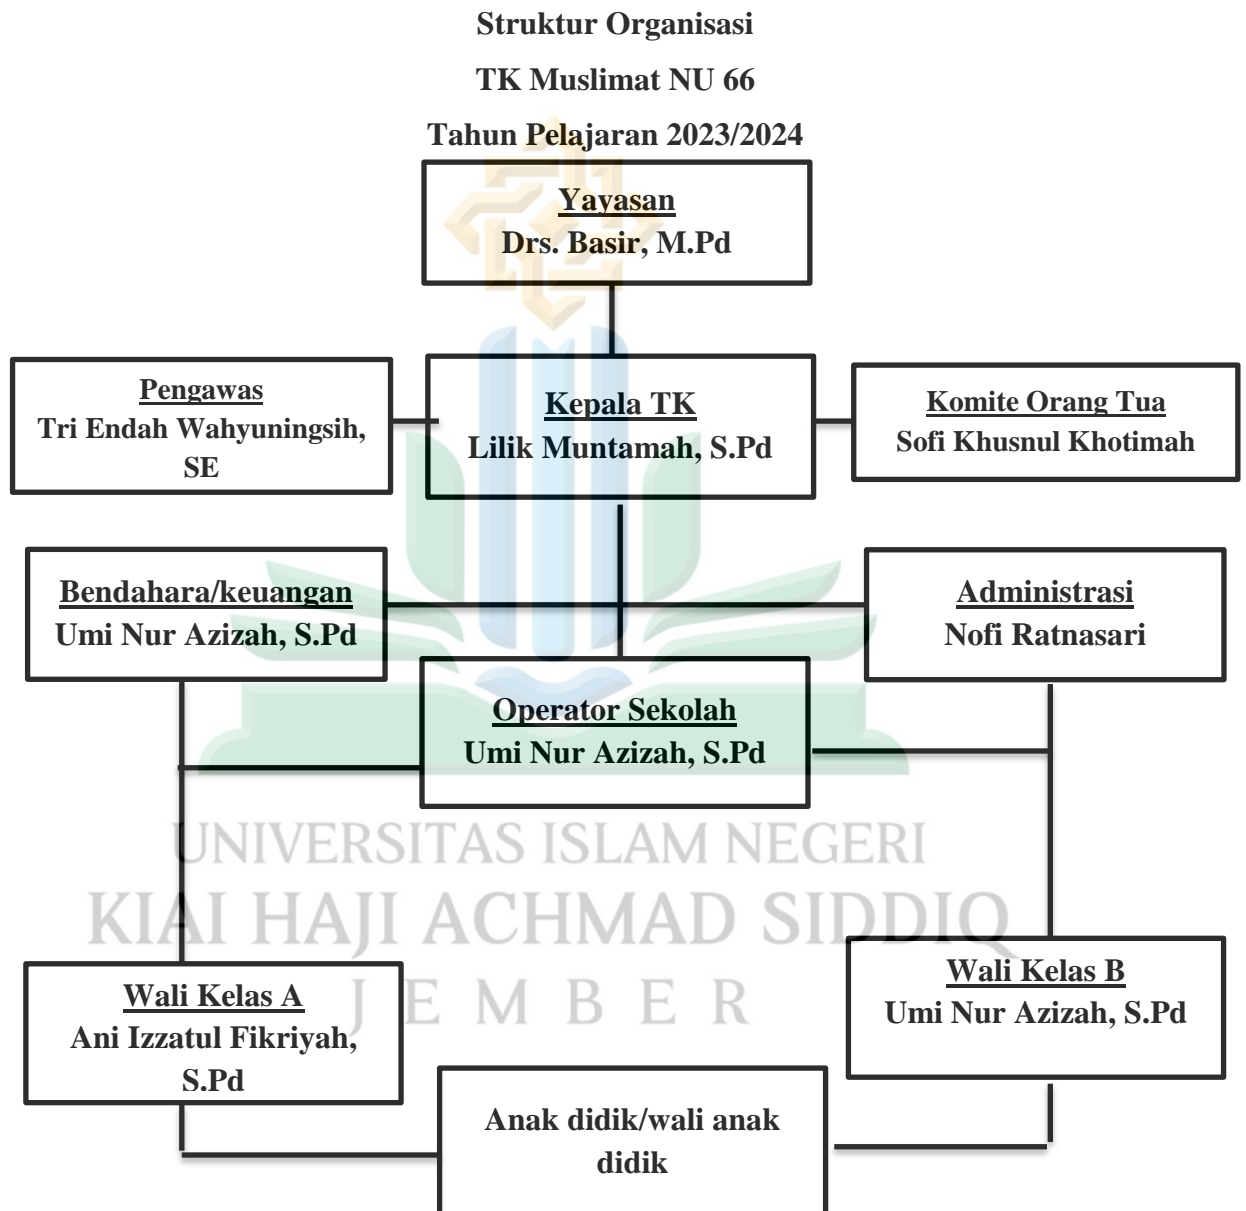 Struktur Organisasi
TK Muslimat NU 66
Tahun Pelajaran 2023/2024
Yayasan
Drs. Basir, M.Pd
Pengawas
Tri Endah Wahyuningsih,
SE
Kepala TK
Lilik Muntamah, S.Pd
Komite Orang Tua
Sofi Khusnul Khotimah
Bendahara/keuangan
Umi Nur Azizah, S.Pd
Administrasi
Nofi Ratnasari
Operator Sekolah
Umi Nur Azizah, S.Pd
UNIVERSITAS ISLAM NEGERI
KIAI HAJI ACHMAD SIDDIQ
JEMBER
Wali Kelas A
Ani Izzatul Fikriyah,
S.Pd
Wali Kelas B
Umi Nur Azizah, S.Pd
Anak didik/wali anak
didik